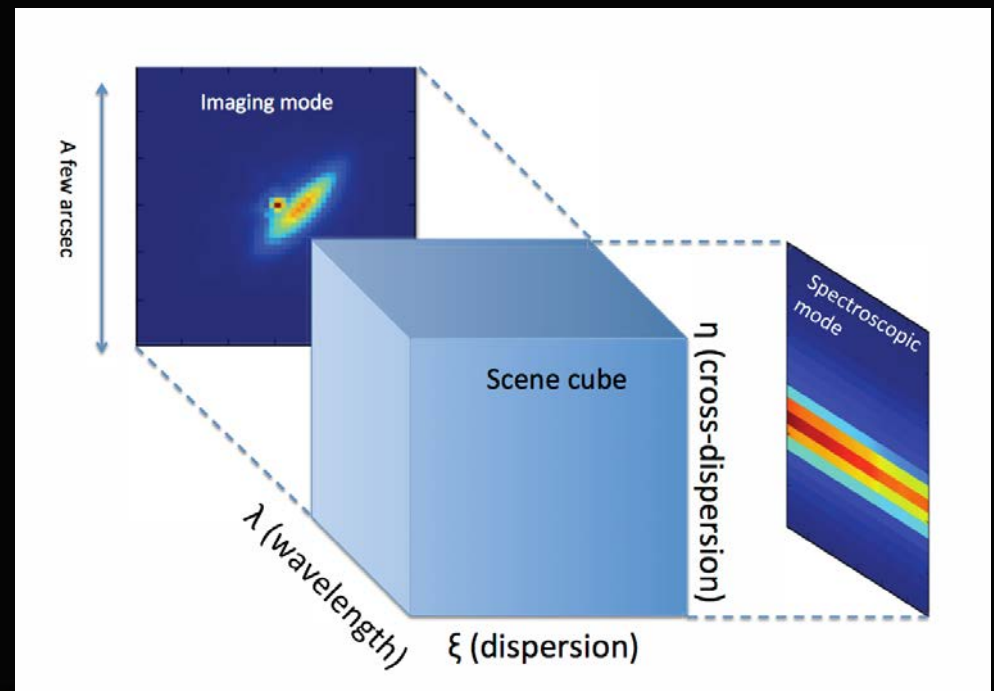 Imaging mode
A few arcsec
Spectroscopic
mode
Scene cube
η (cross-dispersion)
λ (wavelength)
ξ (dispersion)